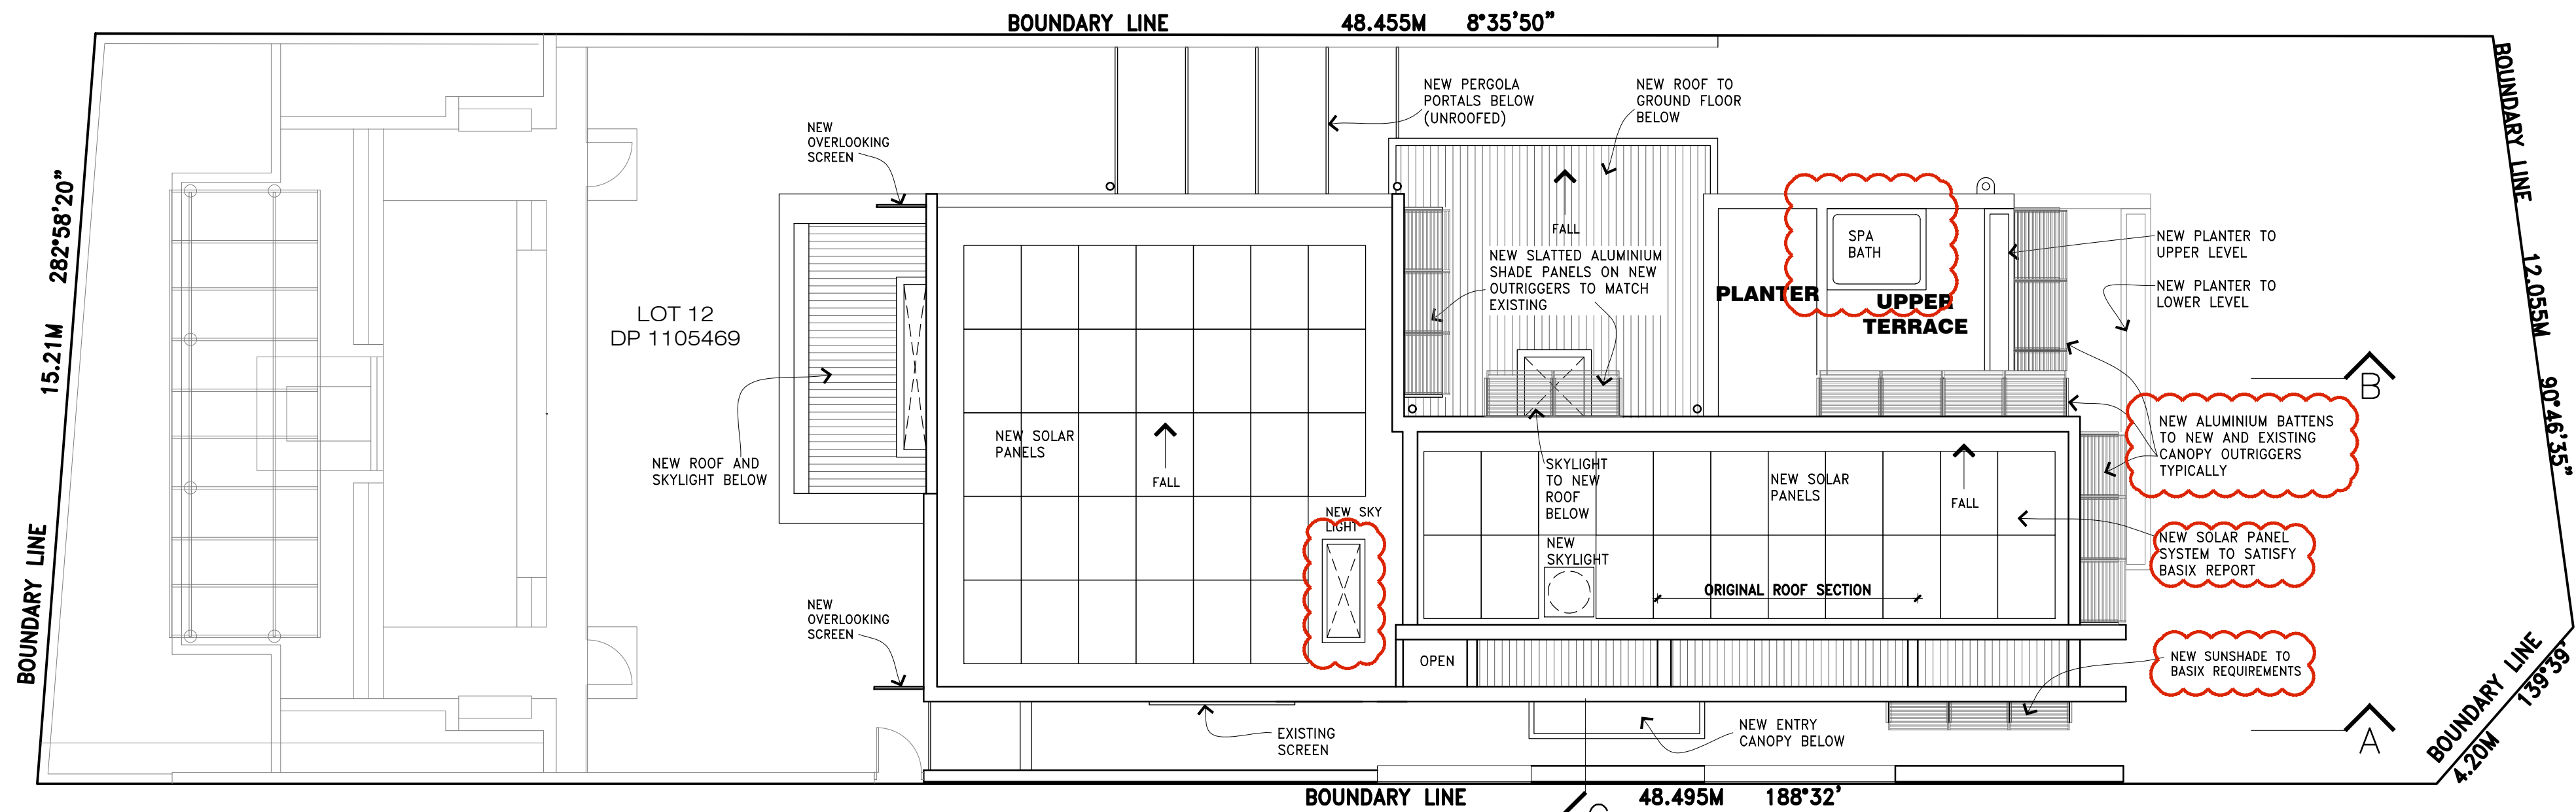 BOUNDARY LINE 48.455M 8°35'50"
BOUNDARY LINE
12.055M 90°46'35"
BOUNDARY LINE 139°39'
4.20M
BOUNDARY LINE 48.495M 188°32'
BOUNDARY LINE 15.21M 282°58'20"
LOT 12
DP 1105469
NEW
OVERLOOKING
SCREEN
NEW PERGOLA
PORTALS BELOW
(UNROOFED)
NEW ROOF TO
GROUND FLOOR
BELOW
FALL
NEW SLATTED ALUMINIUM
SHADE PANELS ON NEW
OUTRIGGERS TO MATCH
EXISTING
SPA
BATH
PLANTER
UPPER
TERRACE
NEW PLANTER TO
UPPER LEVEL
NEW PLANTER TO
LOWER LEVEL
B
NEW ALUMINIUM BATTENS
TO NEW AND EXISTING
CANOPY OUTRIGGERS
TYPICALLY
NEW ROOF AND
SKYLIGHT BELOW
NEW SOLAR
PANELS
FALL
SKYLIGHT
TO NEW
ROOF
BELOW
NEW SOLAR
PANELS
FALL
NEW SKY
LIGHT
NEW
SKYLIGHT
ORIGINAL ROOF SECTION
NEW SOLAR PANEL
SYSTEM TO SATISFY
BASIX REPORT
NEW
OVERLOOKING
SCREEN
OPEN
NEW SUNSHADE TO
BASIX REQUIREMENTS
EXISTING
SCREEN
NEW ENTRY
CANOPY BELOW
A